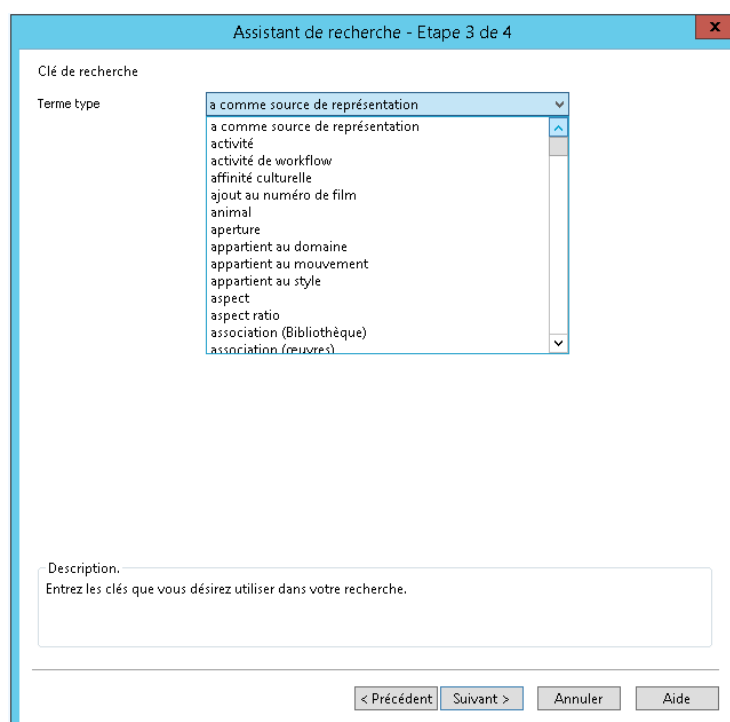 Assistant de recherche - Etape 3 de 4
x
Clé de recherche
Terme type
a comme source de représentation
a comme source de représentation
activité
activité de workflow
affinité culturelle
ajout au numéro de film
animal
aperture
appartient au domaine
appartient au mouvement
appartient au style
aspect
aspect ratio
association (Bibliothèque)
association (œuvres)
Description.
Entrez les clés que vous désirez utiliser dans votre recherche.
< Précédent Suivant > Annuler Aide